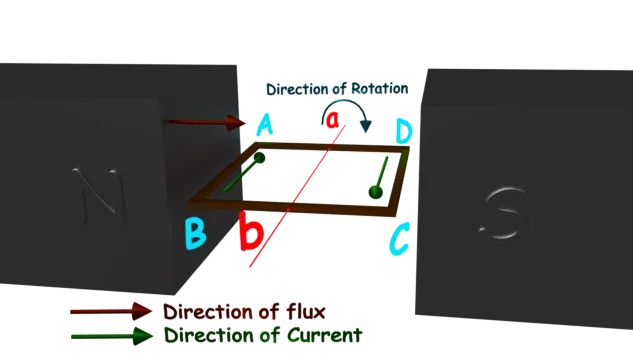 Direction of Rotation
a
A
D
N
S
B
b
C
Direction of flux
Direction of Current